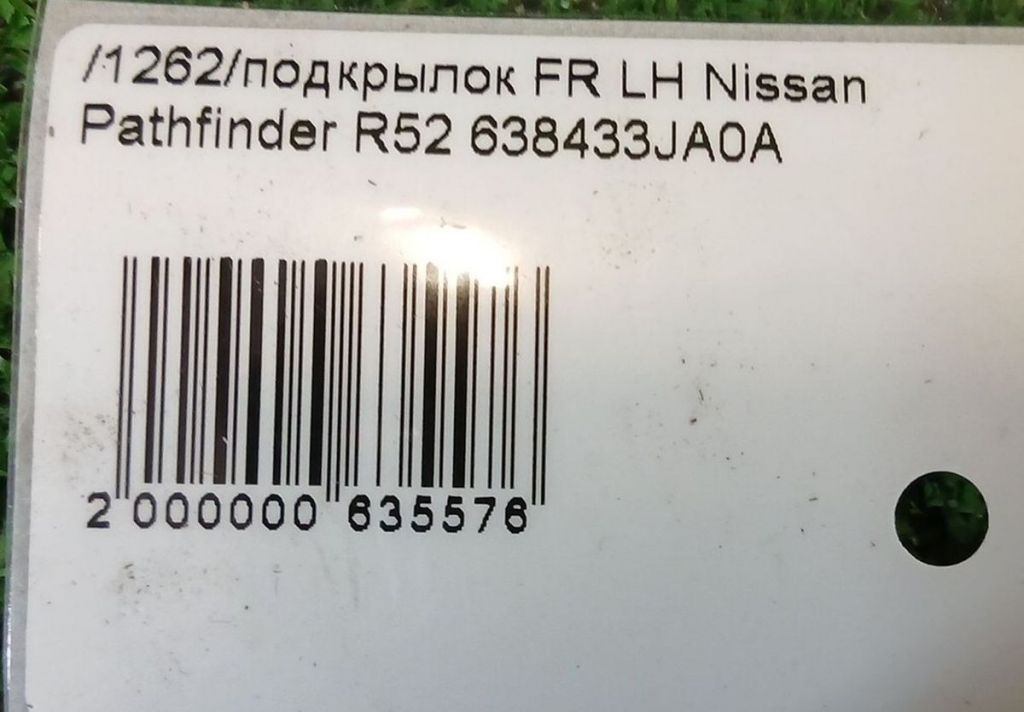 /1262/подкрылок FR LH Nissan
Pathfinder R52 638433JA0A
2 000000 635576